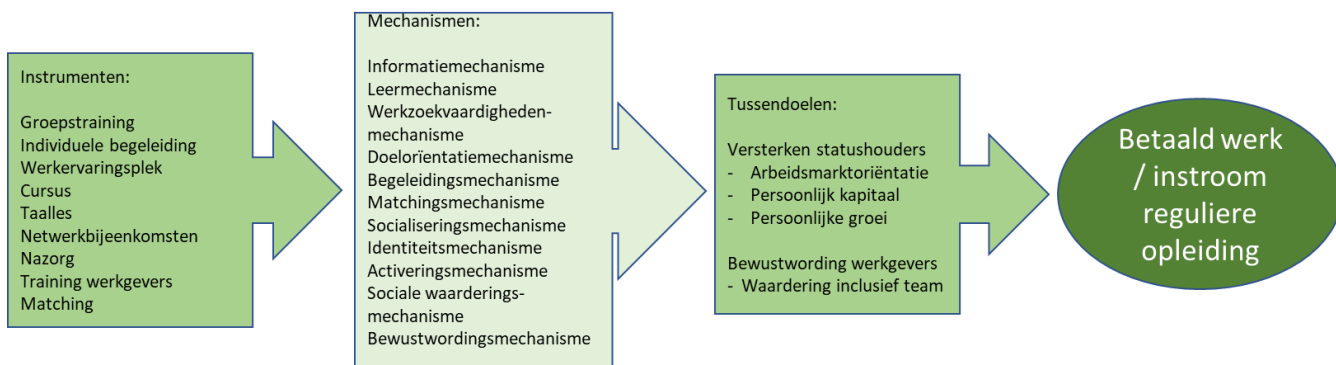 Instrumenten:
Groepstraining
Individuele begeleiding
Werkervaringsplek
Cursus
Taalles
Netwerkbijeenkomsten
Nazorg
Training werkgevers
Matching
Mechanismen:
Informatiemechanisme
Leermechanisme
Werkzoekvaardigheden-
mechanisme
Doelorïentatiemechanisme
Begeleidingsmechanisme
Matchingsmechanisme
Socialiseringsmechanisme
Identiteitsmechanisme
Activeringsmechanisme
Sociale waarderings-
mechanisme
Bewustwordingsmechanisme
Tussendoelen:
Versterken statushouders
- Arbeidsmarktoriëntatie
- Persoonlijk kapitaal
- Persoonlijke groei
Bewustwording werkgevers
- Waardering inclusief team
Betaald werk
/ instroom
reguliere
opleiding